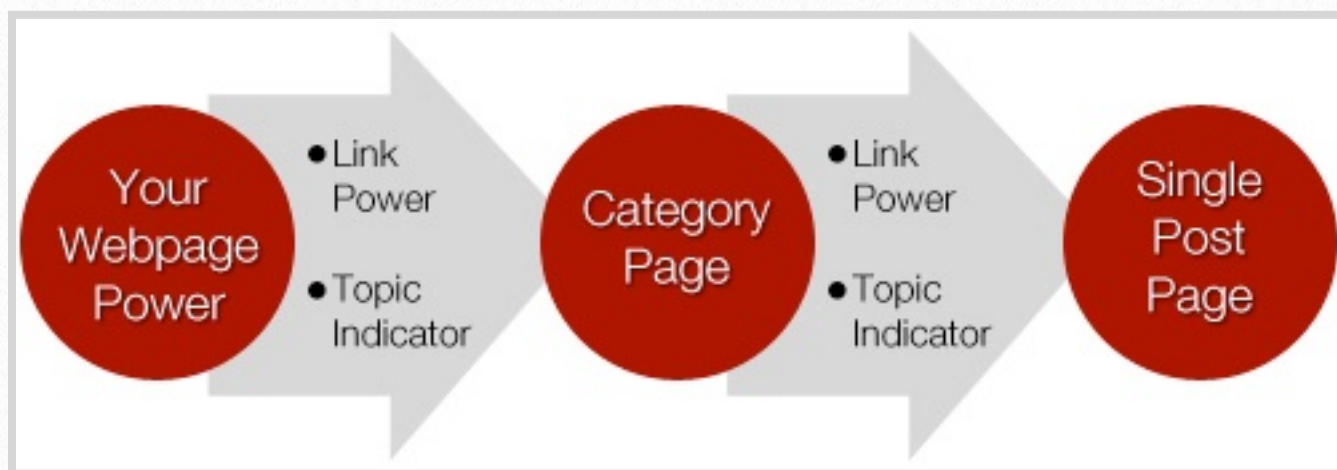 Your
Webpage
Power
● Link
Power
● Topic
Indicator
Category
Page
● Link
Power
● Topic
Indicator
Single
Post
Page